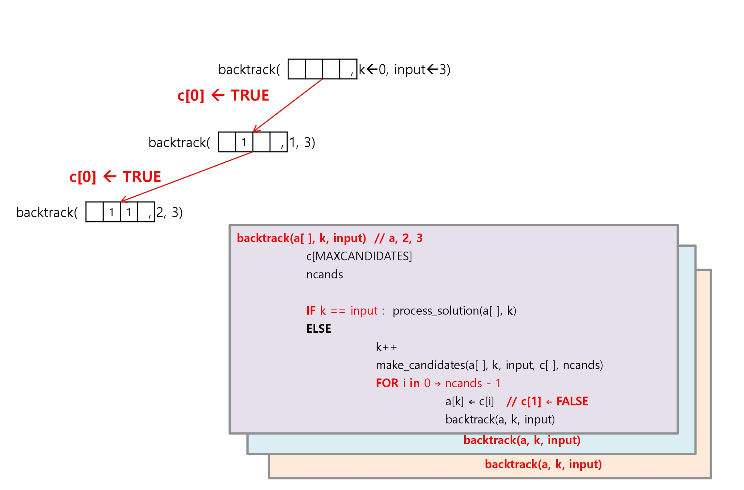 backtrack( , k←0, input←3)
c[0] ← TRUE
backtrack( 1 , 1, 3)
c[0] ← TRUE
backtrack( 1 1 , 2, 3)
backtrack(a[ ], k, input) // a, 2, 3
c[MAXCANDIDATES]
ncands
IF k == input : process_solution(a[ ], k)
ELSE
k++
make_candidates(a[ ], k, input, c[ ], ncands)
FOR i in 0 → ncands - 1
a[k] ← c[i] // c[1] ← FALSE
backtrack(a, k, input)
backtrack(a, k, input)
backtrack(a, k, input)